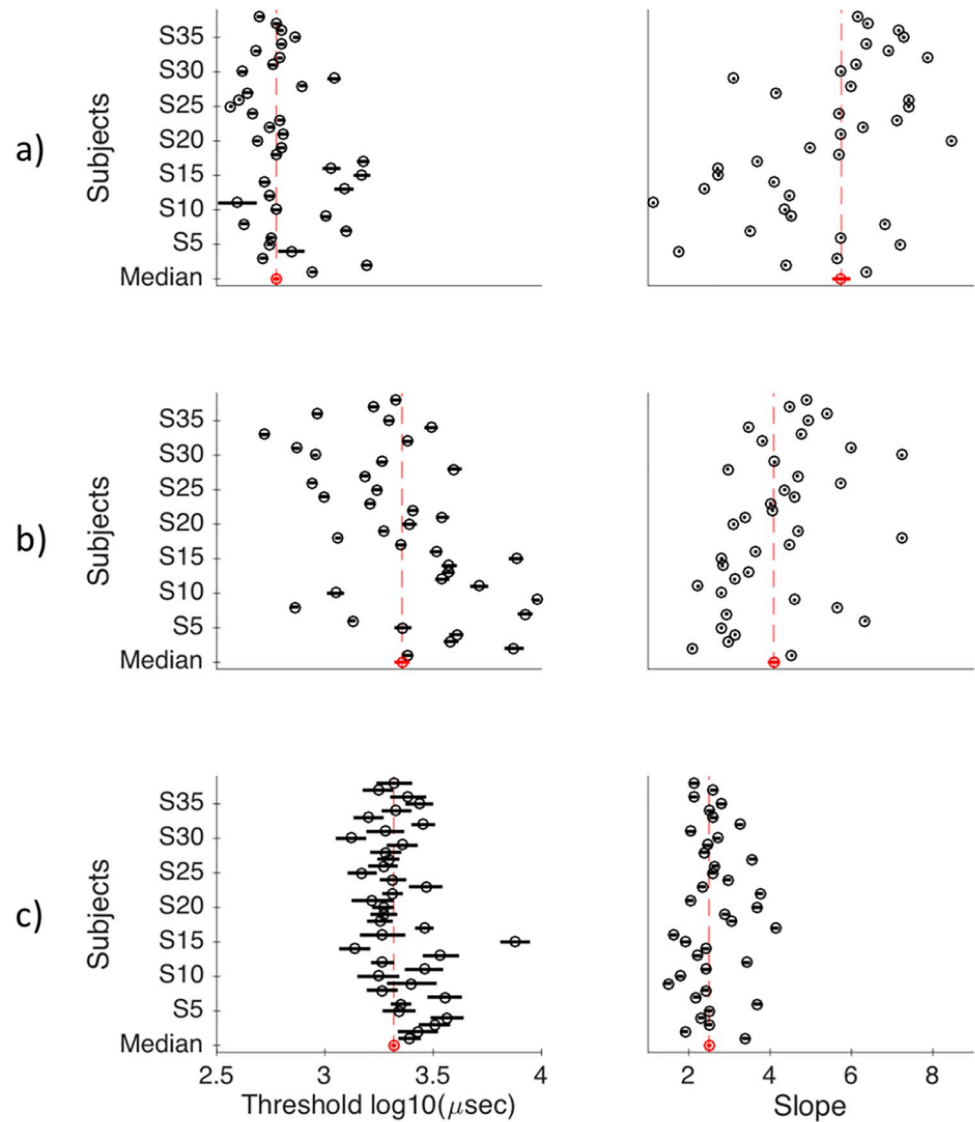 a)
Subjects
S35
S30
S25
S20
S15
S10
S5
Median
b)
Subjects
S35
S30
S25
S20
S15
S10
S5
Median
c)
Subjects
S35
S30
S25
S20
S15
S10
S5
Median
2.5 3 3.5 4
Threshold log10(μsec)
2 4 6 8
Slope